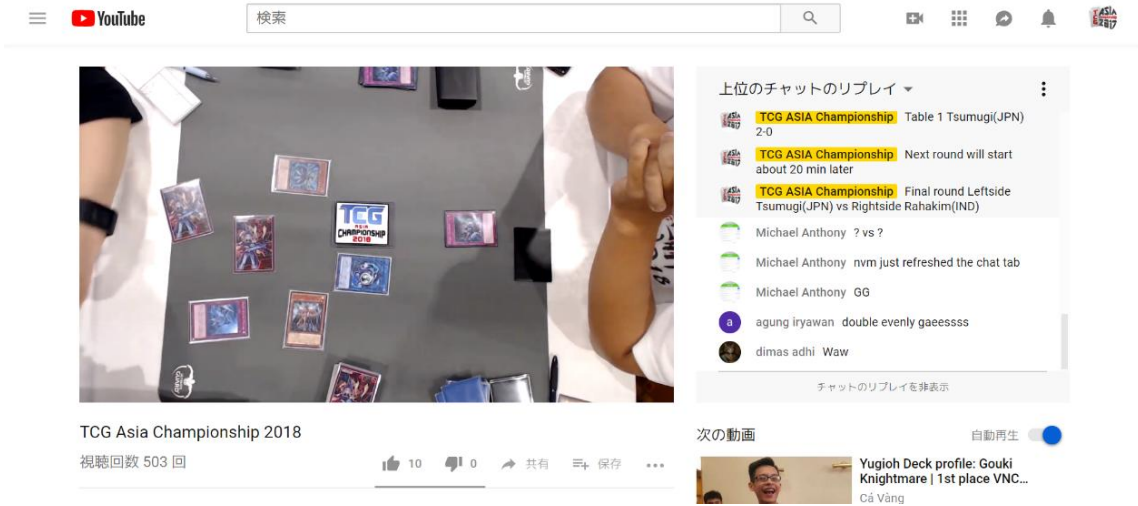 YouTube
検索
TCG
ASIA
CHAMPIONSHIP
2018
TCG Asia Championship 2018
視聴回数 503 回
10
0
共有
保存
上位のチャットのリプレイ
TCG ASIA Championship Table 1 Tsumugi(JPN)
2-0
TCG ASIA Championship Next round will start
about 20 min later
TCG ASIA Championship Final round Leftside
Tsumugi(JPN) vs Rightside Rahakim(IND)
Michael Anthony ? vs ?
Michael Anthony nvm just refreshed the chat tab
Michael Anthony GG
a agung iryawan double evenly gaeessss
dimas adhi Waw
チャットのリプレイを非表示
次の動画
自動再生
Yugioh Deck profile: Gouki
Knightmare | 1st place VNC...
Cá Vàng